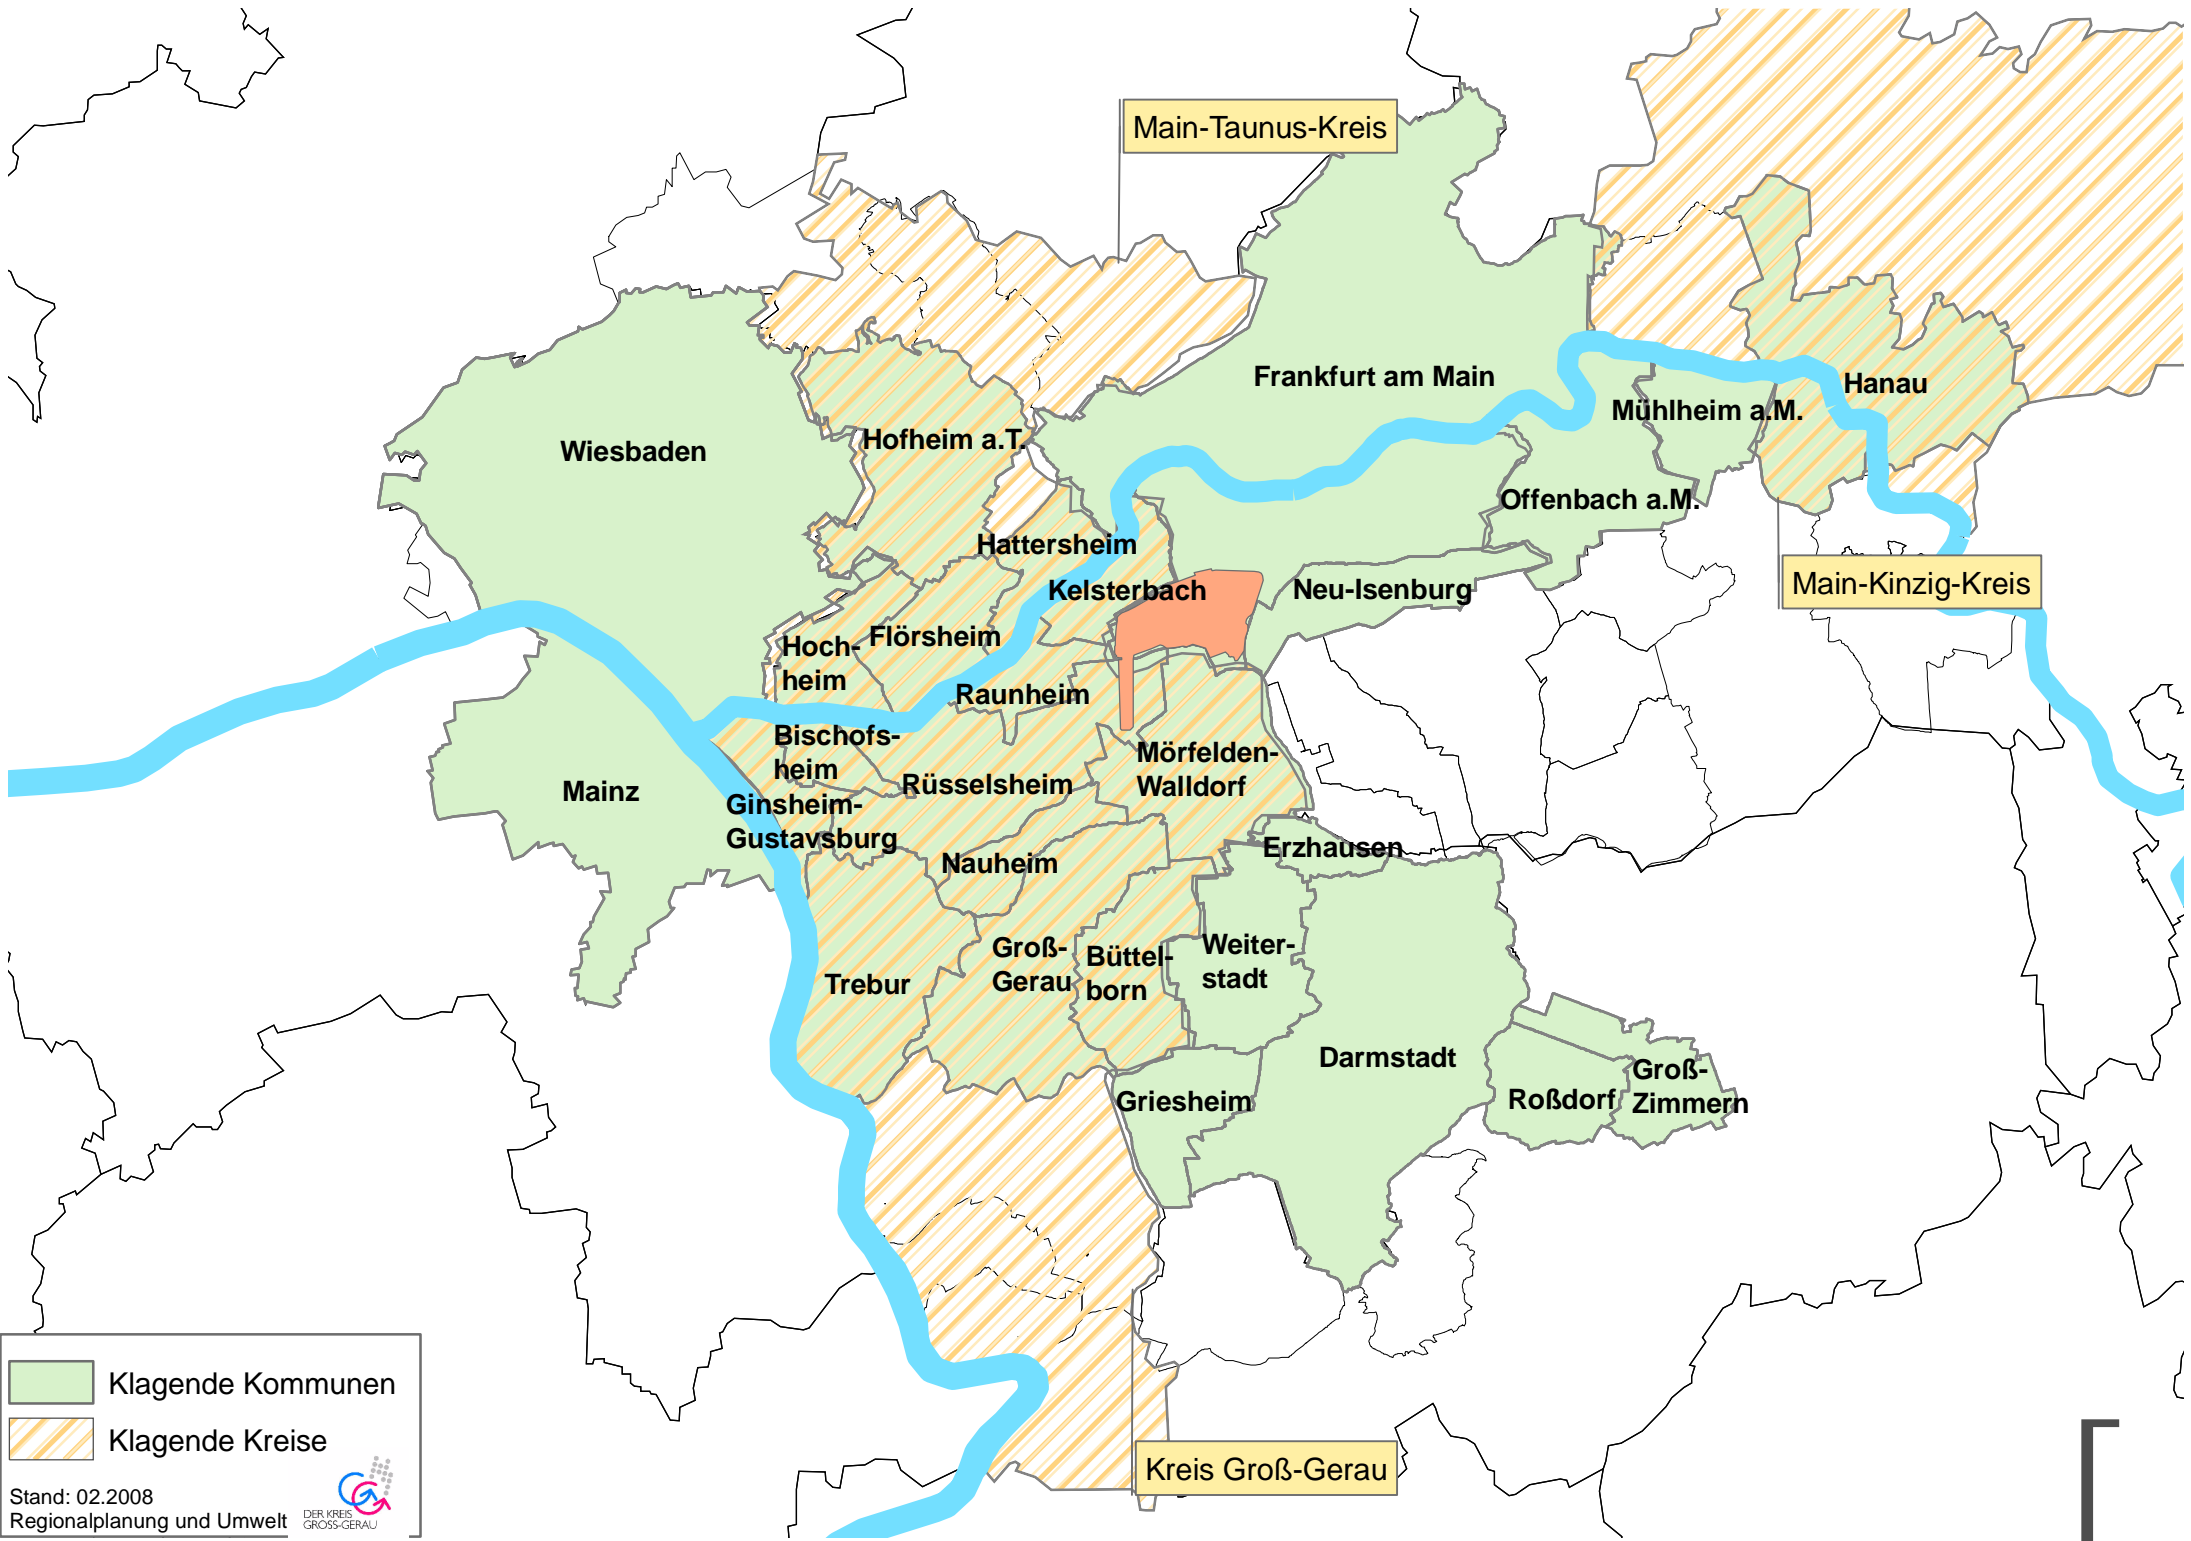 Main-Taunus-Kreis
Frankfurt am Main
Hanau
Mühlheim a.M.
Hofheim a.T.
Wiesbaden
Offenbach a.M.
Hattersheim
Main-Kinzig-Kreis
Kelsterbach
Neu-Isenburg
Flörsheim
Hoch-
heim
Raunheim
Bischofs-
heim
Mörfelden-
Walldorf
Rüsselsheim
Mainz
Ginsheim-
Gustavsburg
Erzhausen
Nauheim
Weiter-
stadt
Groß-
Gerau
Büttel-
born
Trebur
Darmstadt
Groß-
Zimmern
Roßdorf
Griesheim
Klagende Kommunen
Klagende Kreise
Kreis Groß-Gerau
Stand: 02.2008
Regionalplanung und Umwelt
DER KREIS
GROSS-GERAU